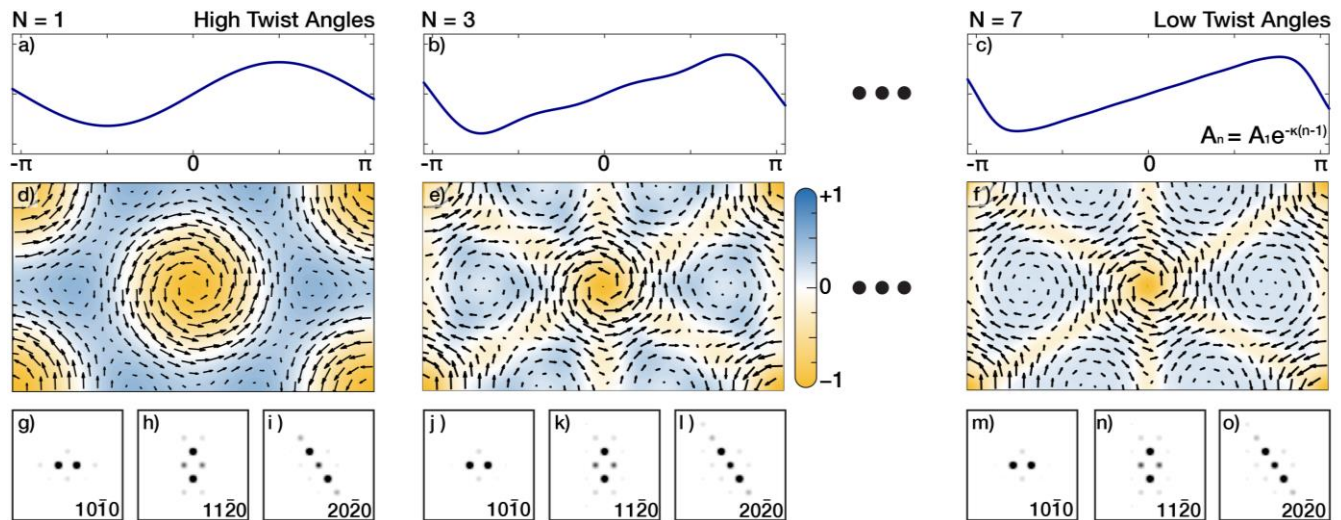 N = 1 High Twist Angles N = 3 N = 7 Low Twist Angles
a) b) c)
Aₙ = A₁e^-κ(n-1)
-π 0 π -π 0 π -π 0 π
d) e) +1 f)
0
−1
g) h) i) j) k) l) m) n) o)
101̄0 112̄0 202̄0 101̄0 112̄0 202̄0 101̄0 112̄0 202̄0